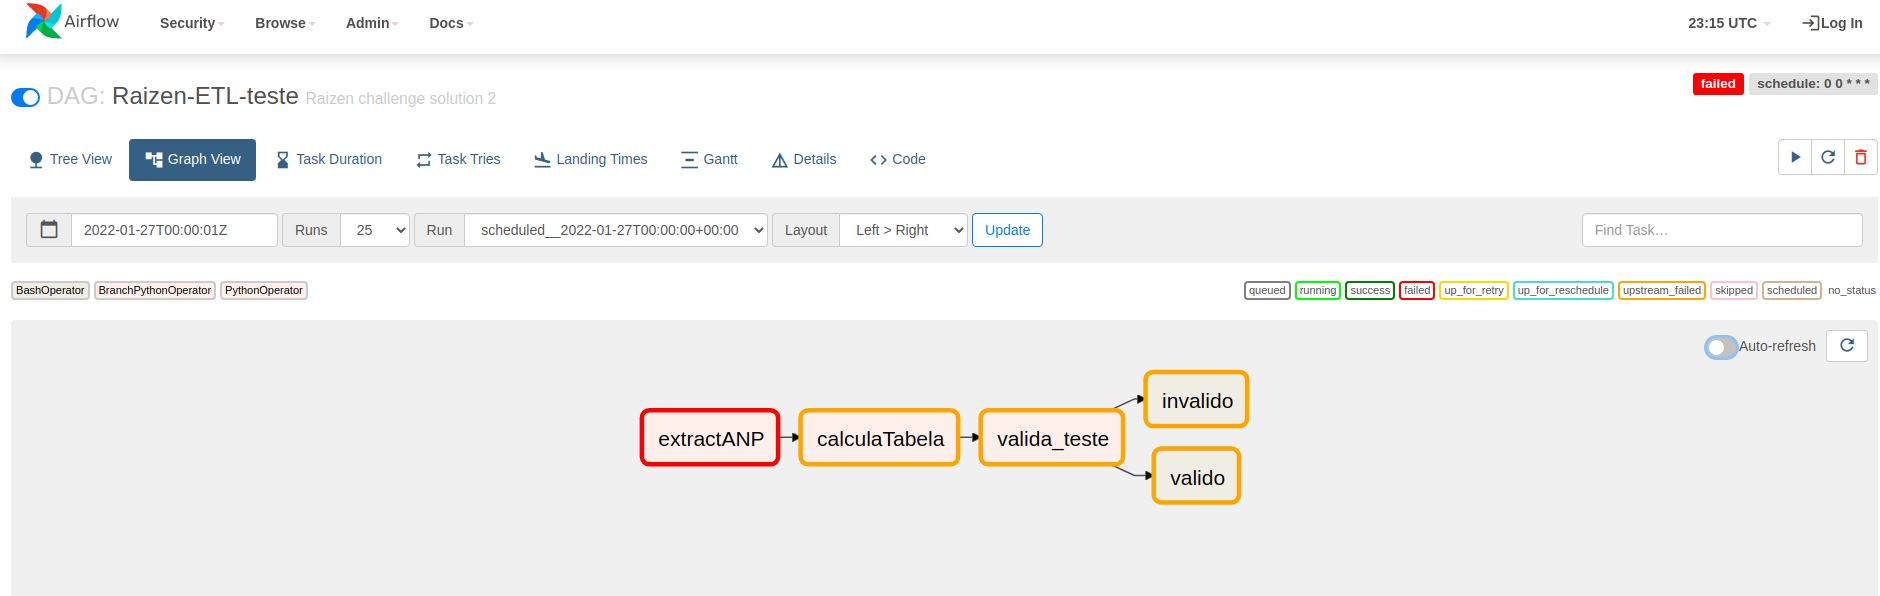 Airflow Security Browse Admin Docs 23:15 UTC Log In
failed schedule: 0 0 * * *
DAG: Raizen-ETL-teste Raizen challenge solution 2
Tree View Graph View Task Duration Task Tries Landing Times Gantt Details Code
2022-01-27T00:00:01Z Runs 25 Run scheduled__2022-01-27T00:00:00+00:00 Layout Left > Right Update Find Task…
BashOperator BranchPythonOperator PythonOperator queued running success failed up_for_retry up_for_reschedule upstream_failed skipped scheduled no_status
Auto-refresh
invalido
extractANP calculaTabela valida_teste
valido